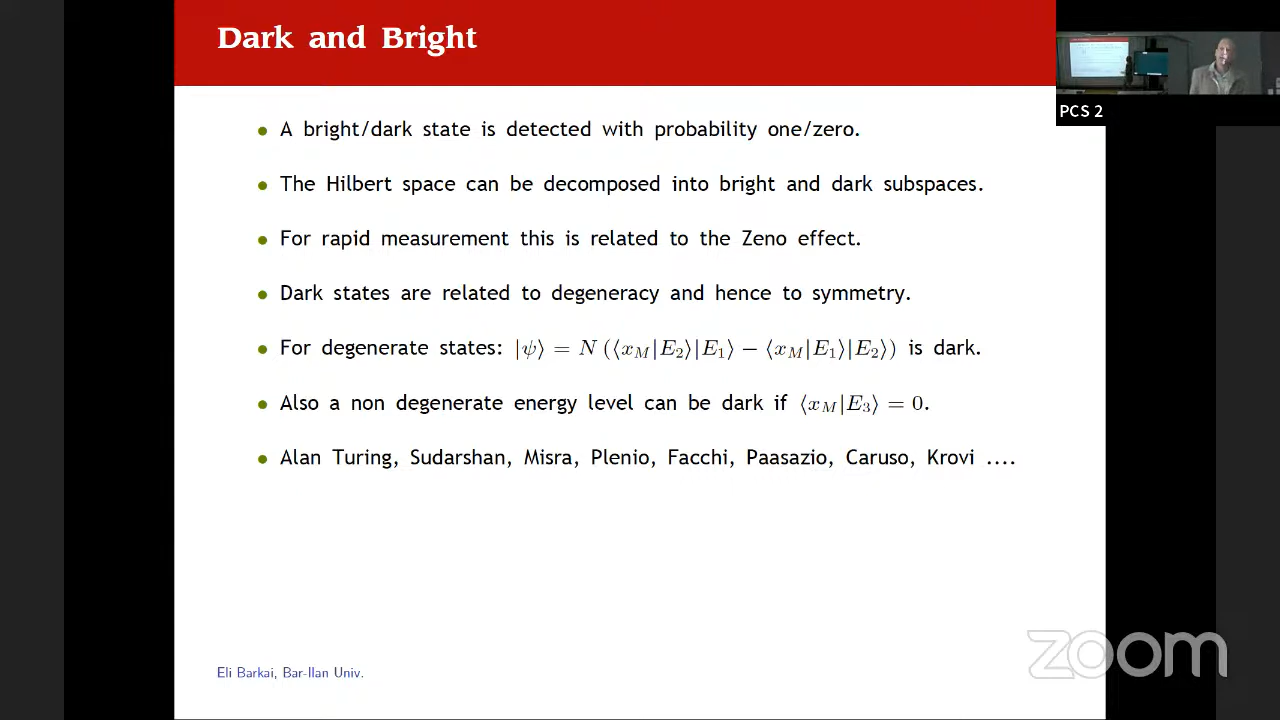 Dark and Bright
PCS 2
• A bright/dark state is detected with probability one/zero.
• The Hilbert space can be decomposed into bright and dark subspaces.
• For rapid measurement this is related to the Zeno effect.
• Dark states are related to degeneracy and hence to symmetry.
• For degenerate states: |ψ⟩ = N (⟨x_M|E_2⟩|E_1⟩ − ⟨x_M|E_1⟩|E_2⟩) is dark.
• Also a non degenerate energy level can be dark if ⟨x_M|E_3⟩ = 0.
• Alan Turing, Sudarshan, Misra, Plenio, Facchi, Paasazio, Caruso, Krovi ....
zoom
Eli Barkai, Bar-Ilan Univ.